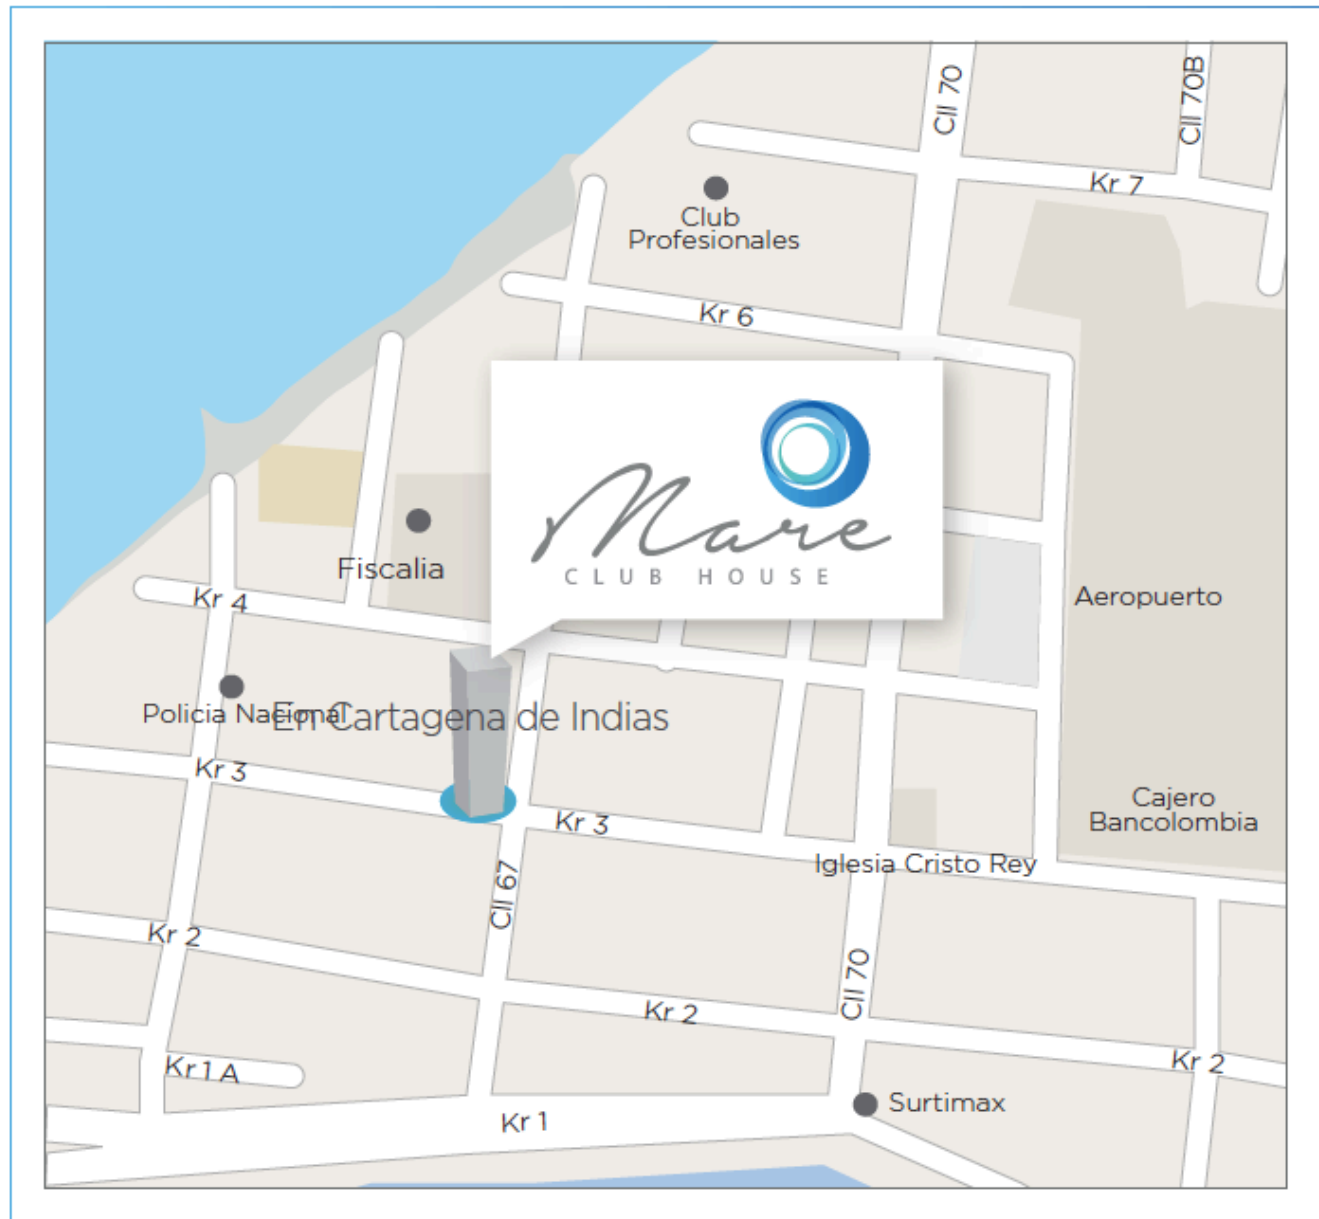 Cll 70
Cll 70B
Kr 7
Club
Profesionales
Kr 6
Mare
CLUB HOUSE
Fiscalia
Kr 4
Aeropuerto
Policia Nacional
En Cartagena de Indias
Kr 3
Kr 3
Cajero
Bancolombia
Iglesia Cristo Rey
Cll 67
Kr 2
Cll 70
Kr 2
Kr 2
Kr 1 A
Surtimax
Kr 1